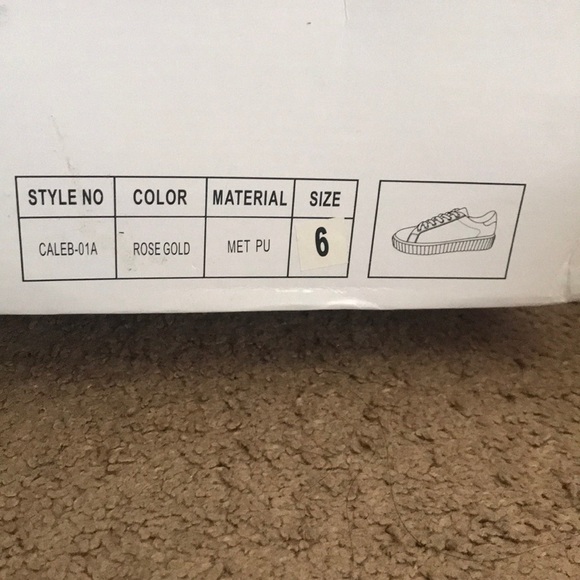 STYLE NO COLOR MATERIAL SIZE
CALEB-01A ROSE GOLD MET PU 6